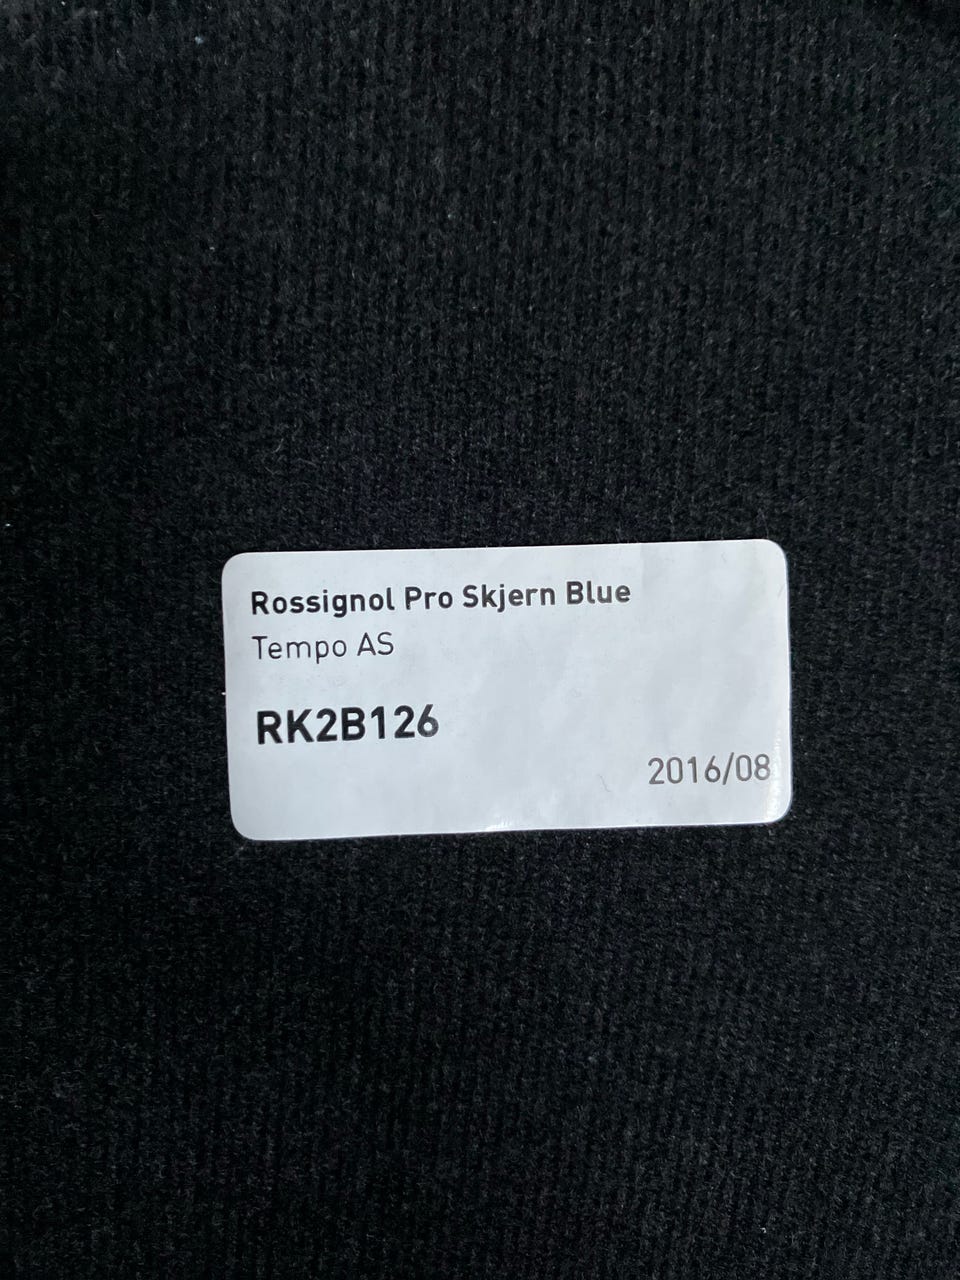 Rossignol Pro Skjern Blue
Tempo AS
RK2B126
2016/08